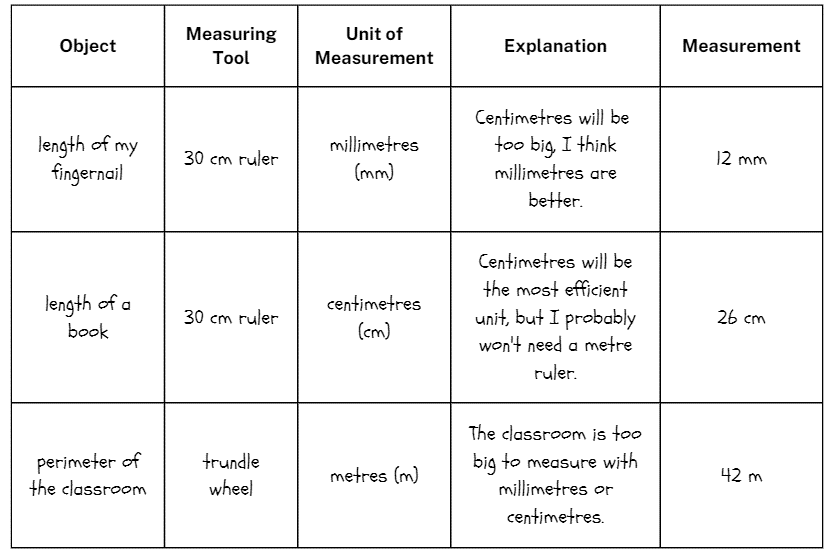 Object
Measuring
Tool
Unit of
Measurement
Explanation
Measurement
length of my
fingernail
30 cm ruler
millimetres
(mm)
Centimetres will be
too big, I think
millimetres are
better.
12 mm
length of a
book
30 cm ruler
centimetres
(cm)
Centimetres will be
the most efficient
unit, but I probably
won't need a metre
ruler.
26 cm
perimeter of
the classroom
trundle
wheel
metres (m)
The classroom is too
big to measure with
millimetres or
centimetres.
42 m